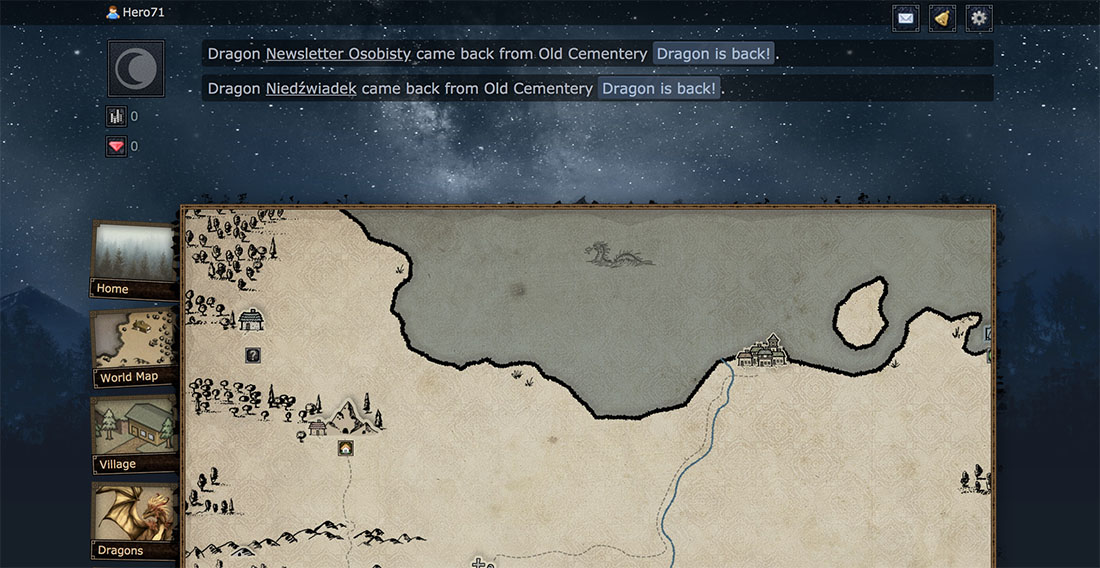 Hero71
Dragon Newsletter Osobisty came back from Old Cementery Dragon is back! .
Dragon Niedźwiadek came back from Old Cementery Dragon is back! .
0
0
Home
?
World Map
Village
Dragons